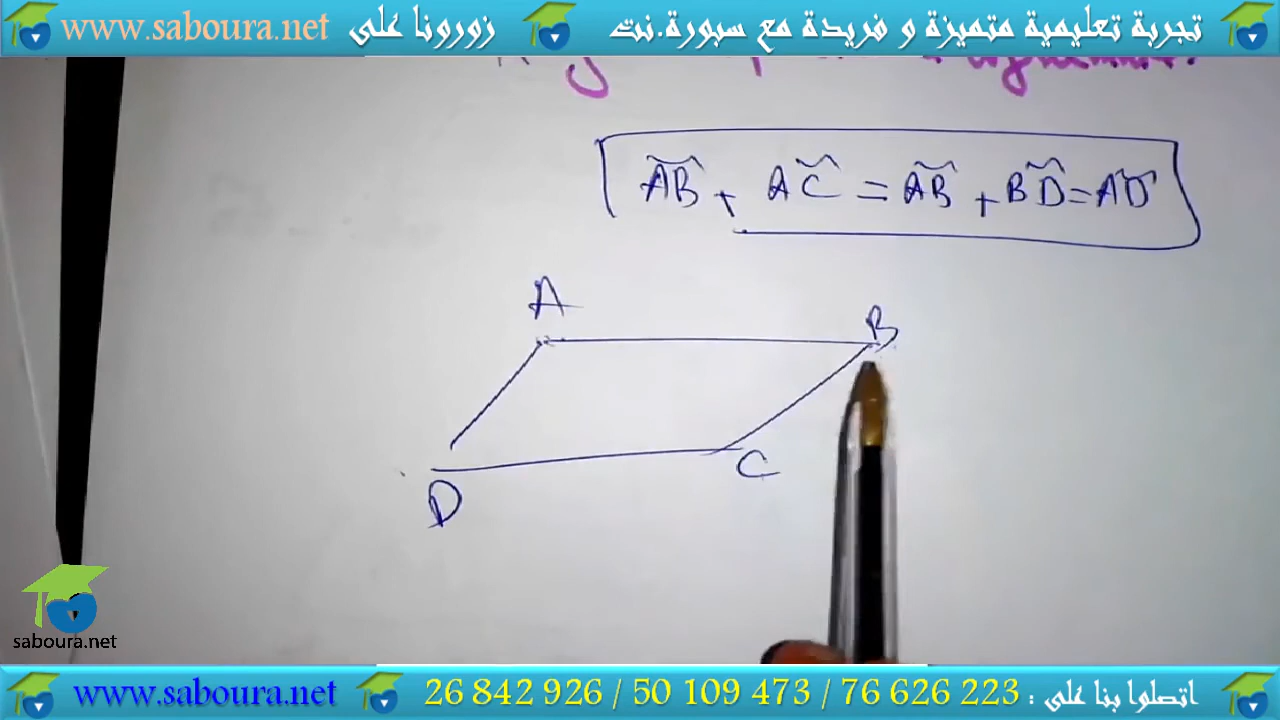 تجربة تعليمية متميزة و فريدة مع سبورة.نت زورونا على www.saboura.net
AB + AC = AB + BD = AD
A
B
D
C
saboura.net
www.saboura.net 26 842 926 / 50 109 473 / 76 626 223 : اتصلوا بنا على